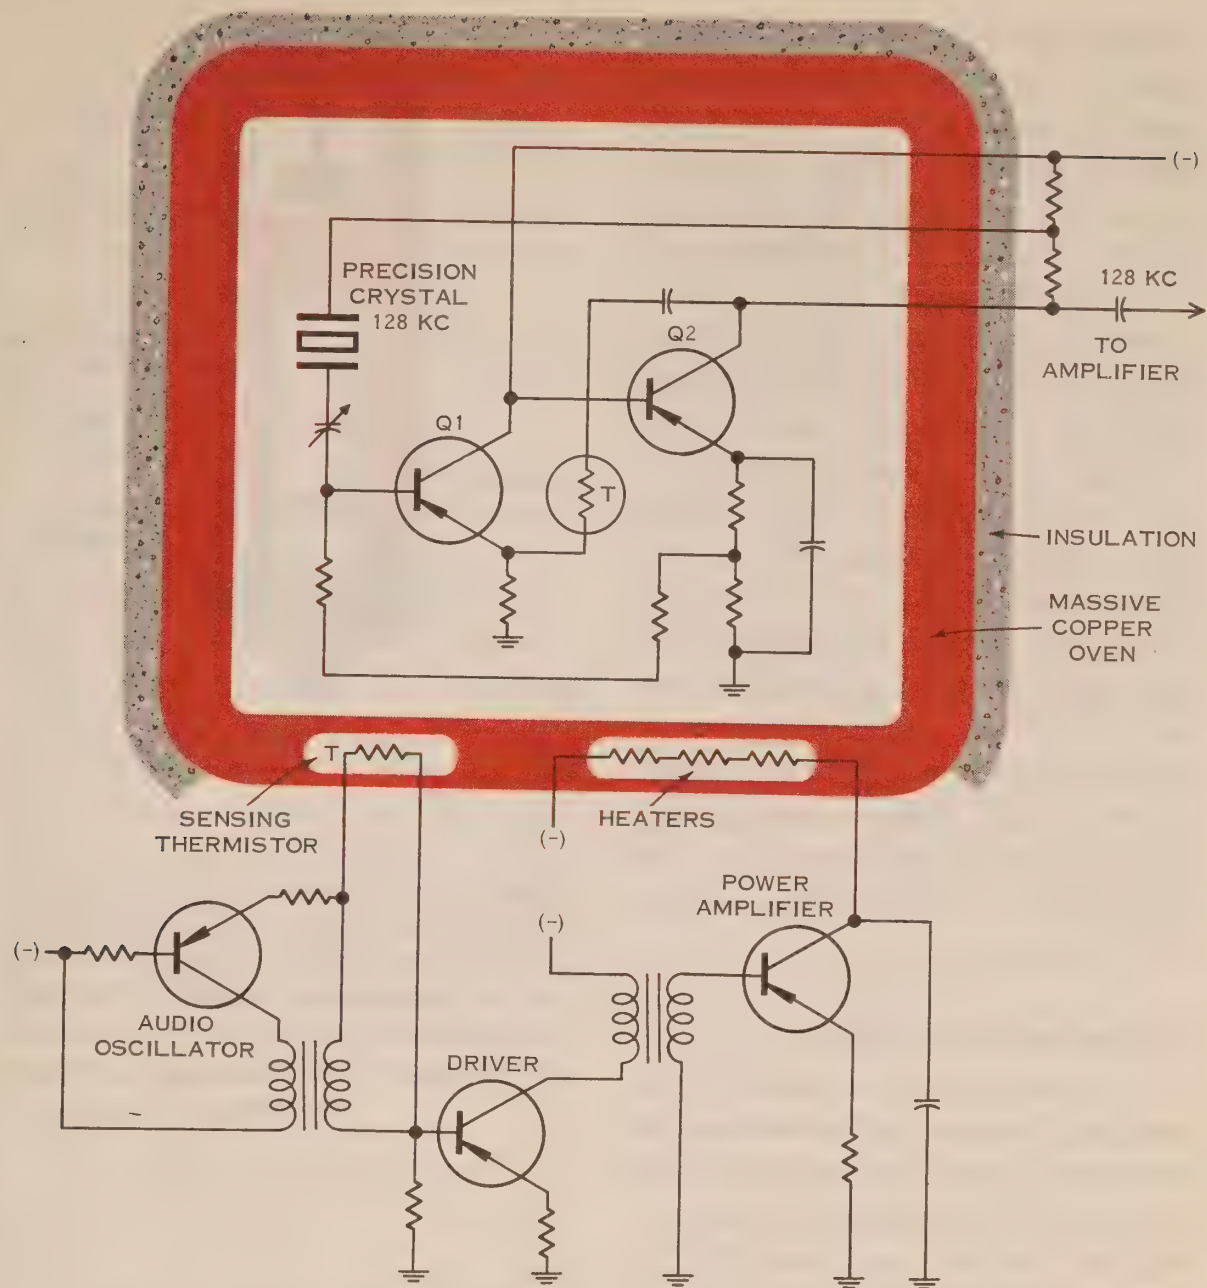 (-)
PRECISION
CRYSTAL
128 KC
128 KC
TO
AMPLIFIER
Q2
Q1
T
INSULATION
MASSIVE
COPPER
OVEN
T
SENSING
THERMISTOR
HEATERS
(-)
POWER
AMPLIFIER
(-)
(-)
AUDIO
OSCILLATOR
DRIVER